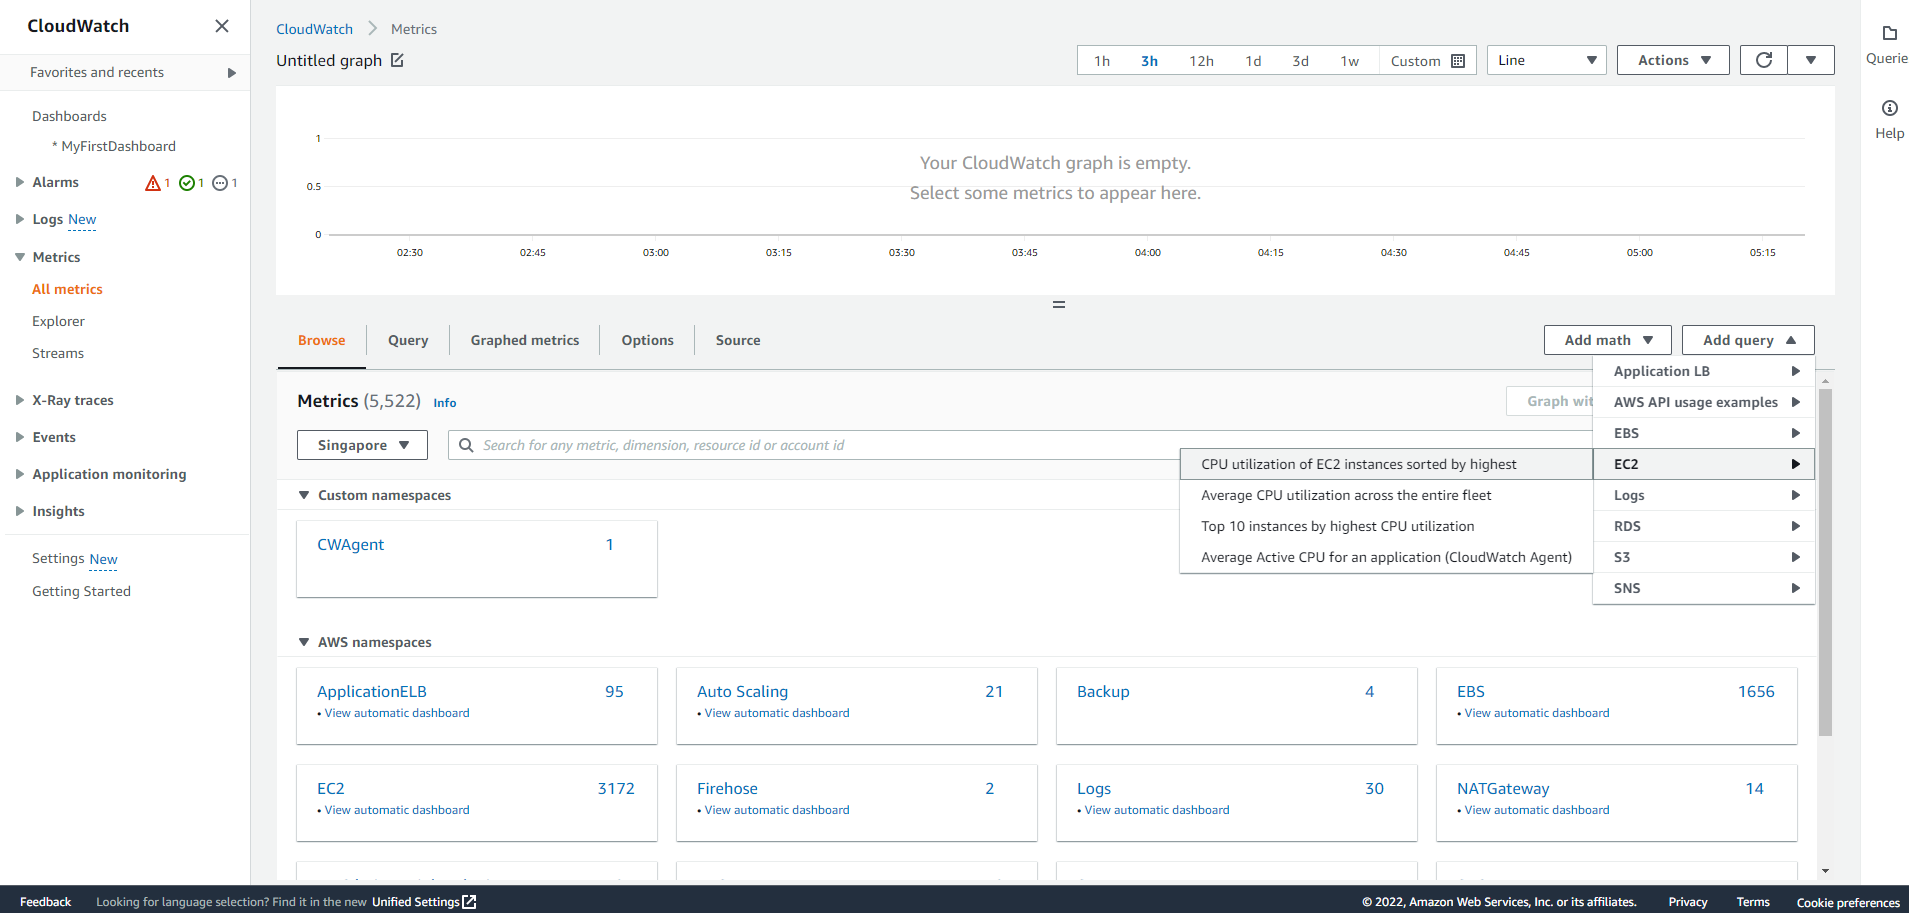 CloudWatch
Favorites and recents
Dashboards
* MyFirstDashboard
Alarms 1 1 1
Logs New
Metrics
All metrics
Explorer
Streams
X-Ray traces
Events
Application monitoring
Insights
Settings New
Getting Started
CloudWatch Metrics
Untitled graph
1h 3h 12h 1d 3d 1w Custom Line Actions
1
0.5
0
Your CloudWatch graph is empty.
Select some metrics to appear here.
02:30 02:45 03:00 03:15 03:30 03:45 04:00 04:15 04:30 04:45 05:00 05:15
Browse Query Graphed metrics Options Source Add math Add query
Metrics (5,522) Info
Graph wit
Singapore Search for any metric, dimension, resource id or account id
Application LB
AWS API usage examples
EBS
EC2
Logs
RDS
S3
SNS
CPU utilization of EC2 instances sorted by highest
Average CPU utilization across the entire fleet
Top 10 instances by highest CPU utilization
Average Active CPU for an application (CloudWatch Agent)
Custom namespaces
CWAgent 1
AWS namespaces
ApplicationELB 95
• View automatic dashboard
Auto Scaling 21
• View automatic dashboard
Backup 4
EBS 1656
• View automatic dashboard
EC2 3172
• View automatic dashboard
Firehose 2
• View automatic dashboard
Logs 30
• View automatic dashboard
NATGateway 14
• View automatic dashboard
Querie
Help
Feedback Looking for language selection? Find it in the new Unified Settings
© 2022, Amazon Web Services, Inc. or its affiliates. Privacy Terms Cookie preferences